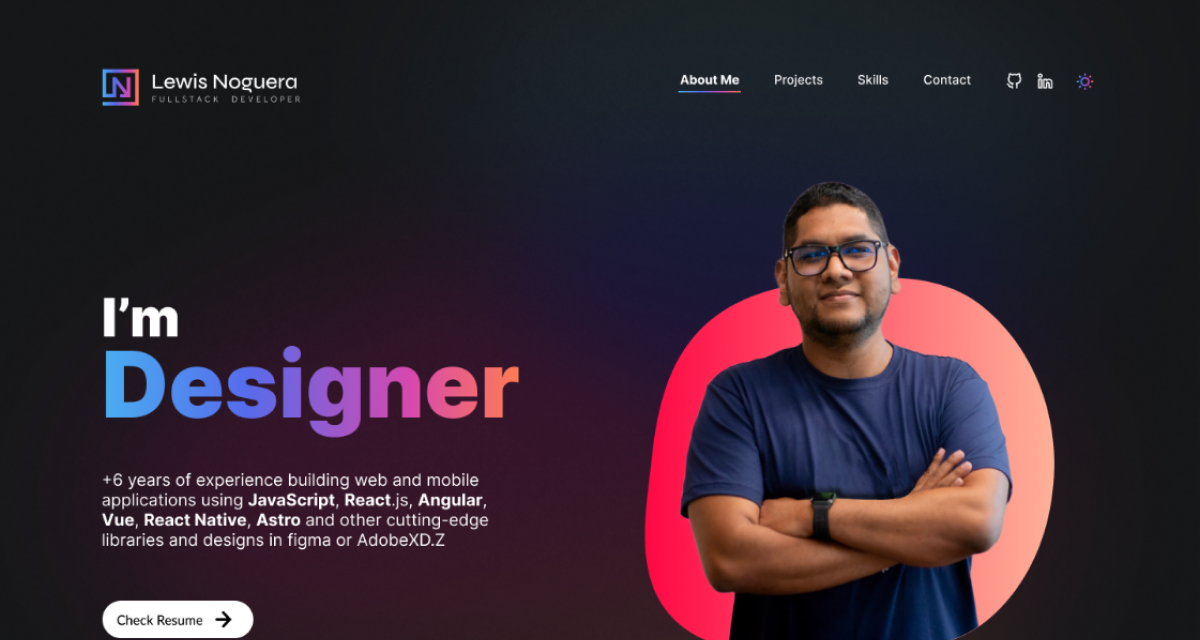 Lewis Noguera
FULLSTACK DEVELOPER
About Me
Projects
Skills
Contact
I'm
Designer
+6 years of experience building web and mobile
applications using JavaScript, React.js, Angular,
Vue, React Native, Astro and other cutting-edge
libraries and designs in figma or AdobeXD.Z
Check Resume